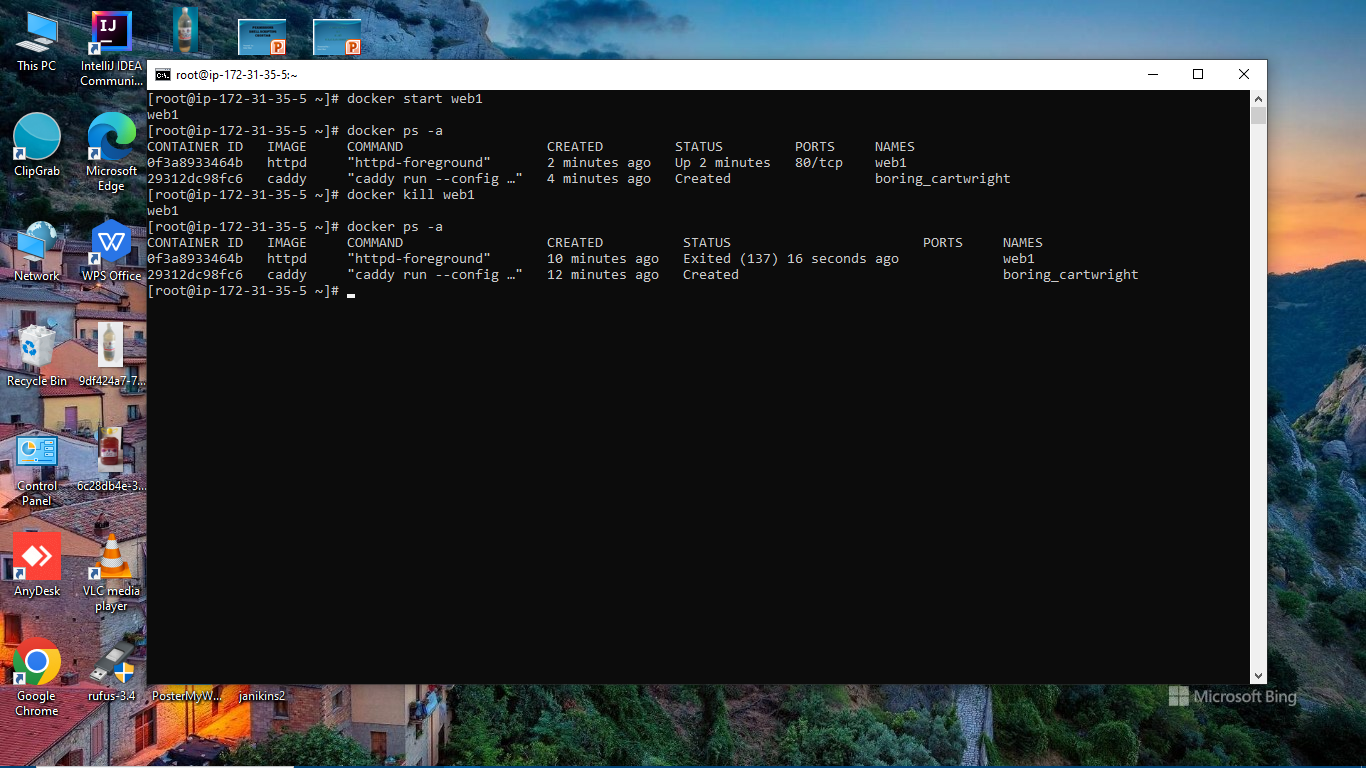 This PC
IntelliJ IDEA
Communi...
root@ip-172-31-35-5:~
[root@ip-172-31-35-5 ~]# docker start web1
web1
[root@ip-172-31-35-5 ~]# docker ps -a
CONTAINER ID   IMAGE     COMMAND                  CREATED         STATUS         PORTS     NAMES
0f3a8933464b   httpd     "httpd-foreground"       2 minutes ago   Up 2 minutes   80/tcp    web1
29312dc98fc6   caddy     "caddy run --config …"   4 minutes ago   Created                  boring_cartwright
[root@ip-172-31-35-5 ~]# docker kill web1
web1
[root@ip-172-31-35-5 ~]# docker ps -a
CONTAINER ID   IMAGE     COMMAND                  CREATED          STATUS                        PORTS     NAMES
0f3a8933464b   httpd     "httpd-foreground"       10 minutes ago   Exited (137) 16 seconds ago             web1
29312dc98fc6   caddy     "caddy run --config …"   12 minutes ago   Created                                 boring_cartwright
[root@ip-172-31-35-5 ~]#
ClipGrab
Microsoft
Edge
Network
WPS Office
Recycle Bin
9df424a7-7...
Control
Panel
6c28db4e-3...
AnyDesk
VLC media
player
Google
Chrome
rufus-3.4
PosterMyW...
janikins2
Microsoft Bing